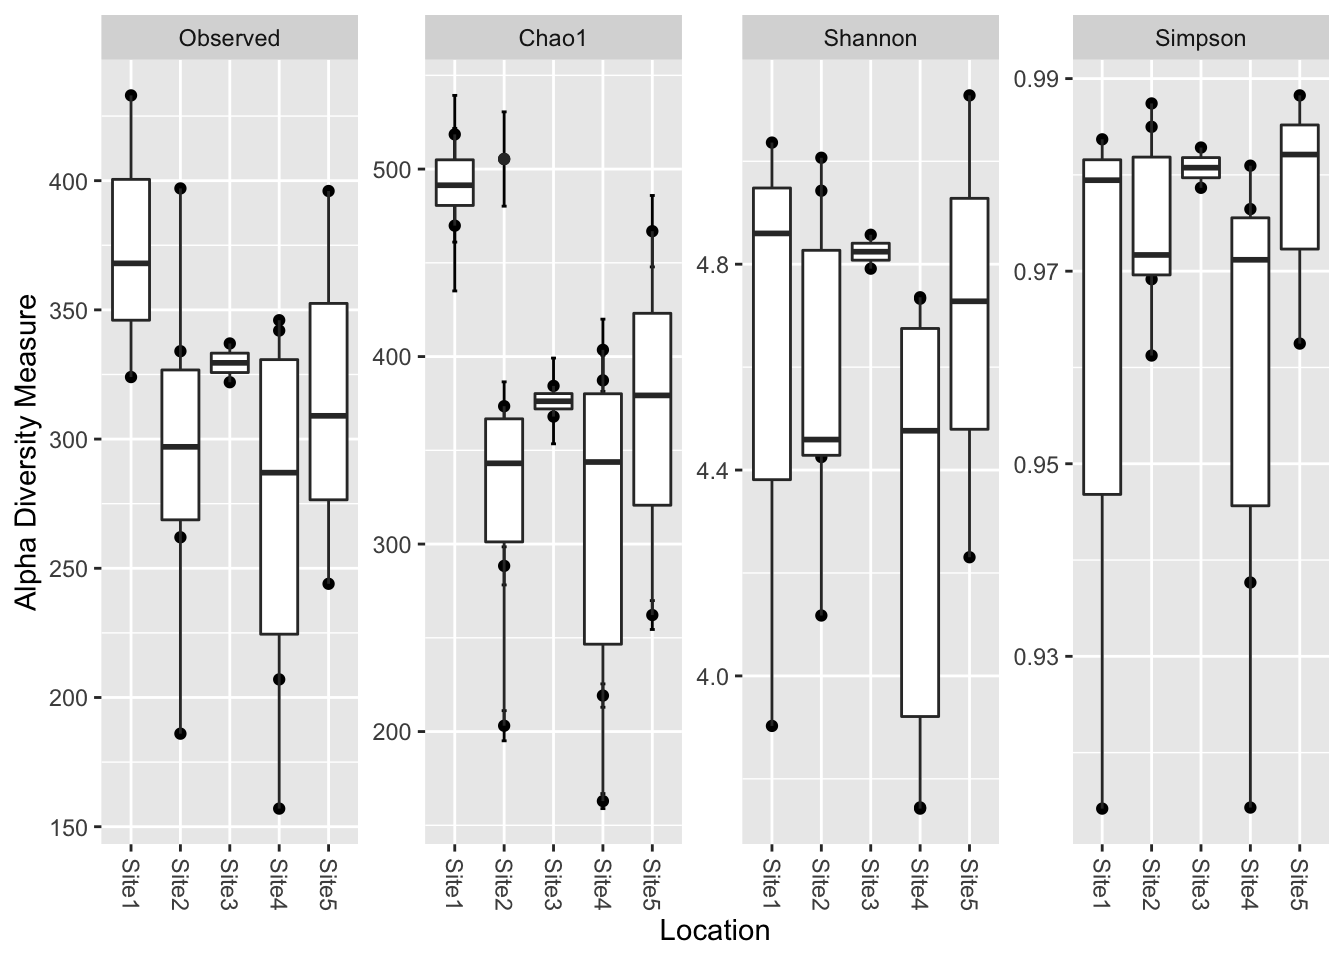 Observed
Chao1
Shannon
Simpson
Alpha Diversity Measure
400
350
300
250
200
150
500
400
300
200
4.8
4.4
4.0
0.99
0.97
0.95
0.93
Site1 Site2 Site3 Site4 Site5
Site1 Site2 Site3 Site4 Site5
Site1 Site2 Site3 Site4 Site5
Site1 Site2 Site3 Site4 Site5
Location